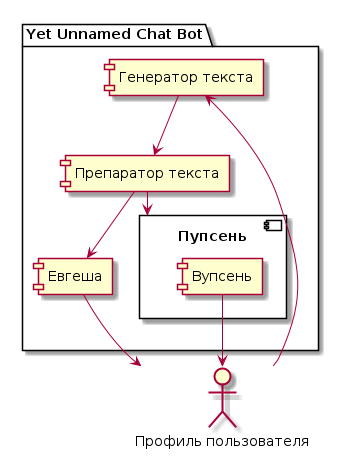 Yet Unnamed Chat Bot
Генератор текста
Препаратор текста
Пупсень
Евгеша
Вупсень
Профиль пользователя